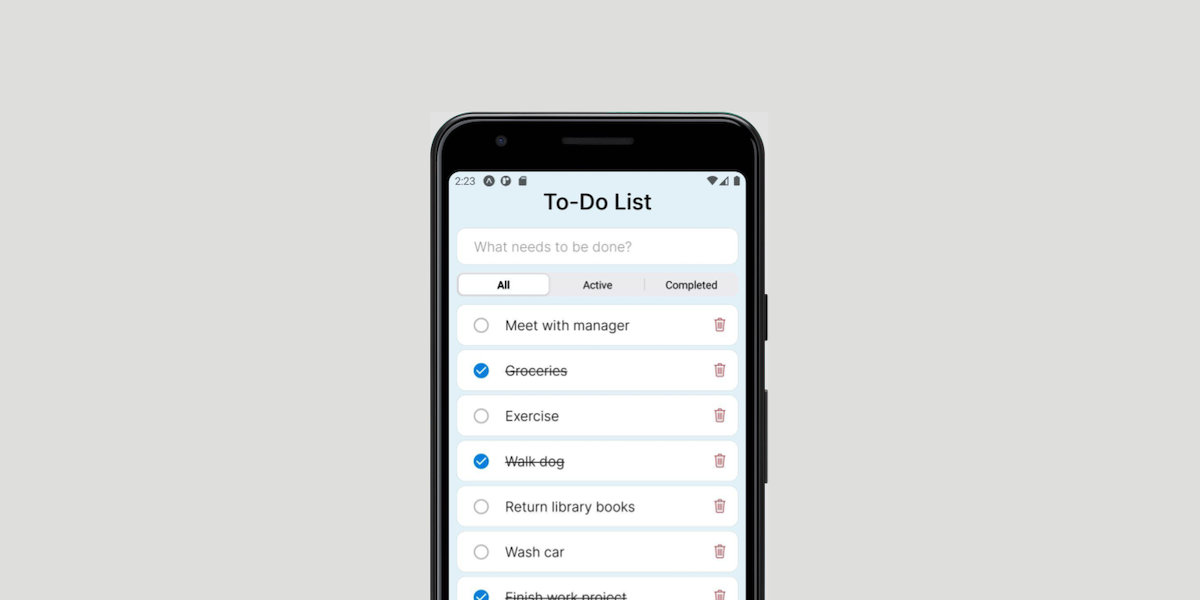 2:23
To-Do List
What needs to be done?
All Active Completed
Meet with manager
Groceries
Exercise
Walk dog
Return library books
Wash car
Finish work project